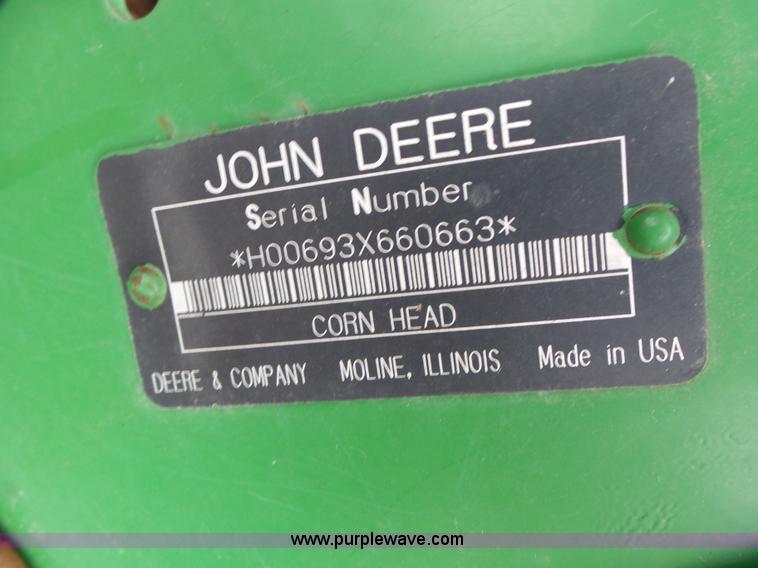 JOHN DEERE
Serial Number
*H00693X660663*
CORN HEAD
DEERE & COMPANY MOLINE, ILLINOIS Made in USA
www.purplewave.com